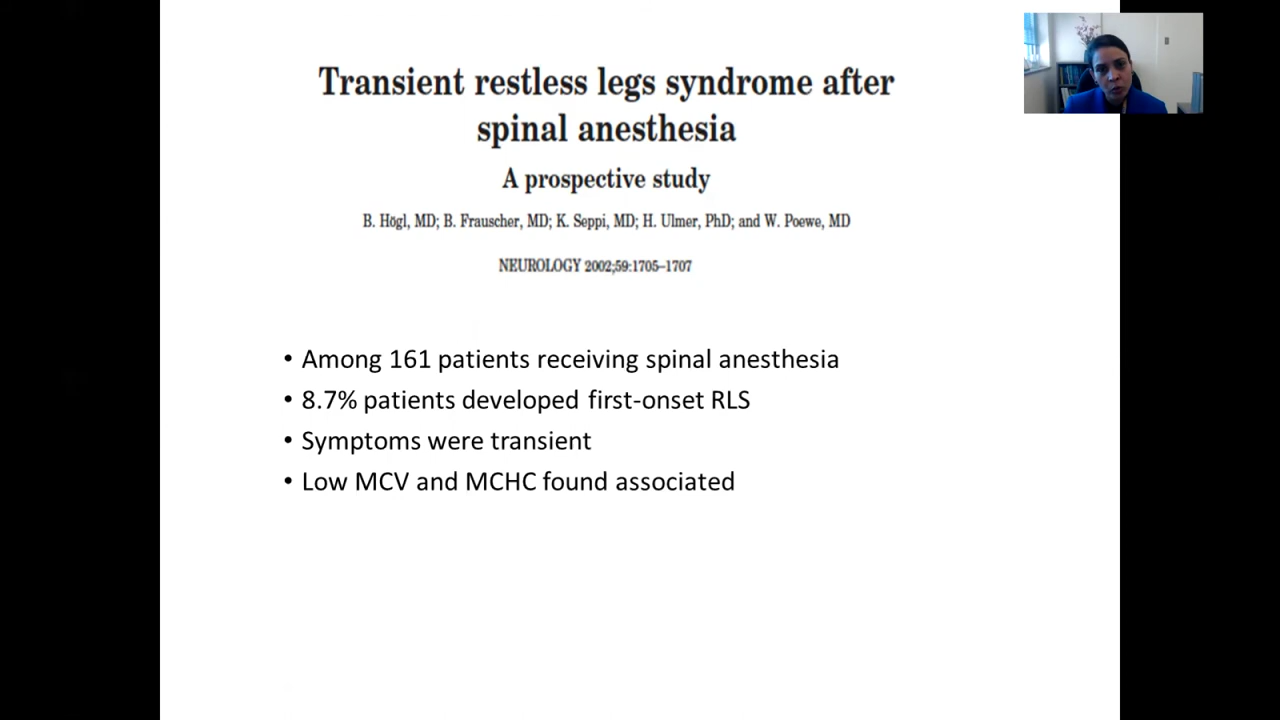 Transient restless legs syndrome after
spinal anesthesia
A prospective study
B. Högl, MD; B. Frauscher, MD; K. Seppi, MD; H. Ulmer, PhD; and W. Poewe, MD
NEUROLOGY 2002;59:1705–1707
• Among 161 patients receiving spinal anesthesia
• 8.7% patients developed first-onset RLS
• Symptoms were transient
• Low MCV and MCHC found associated